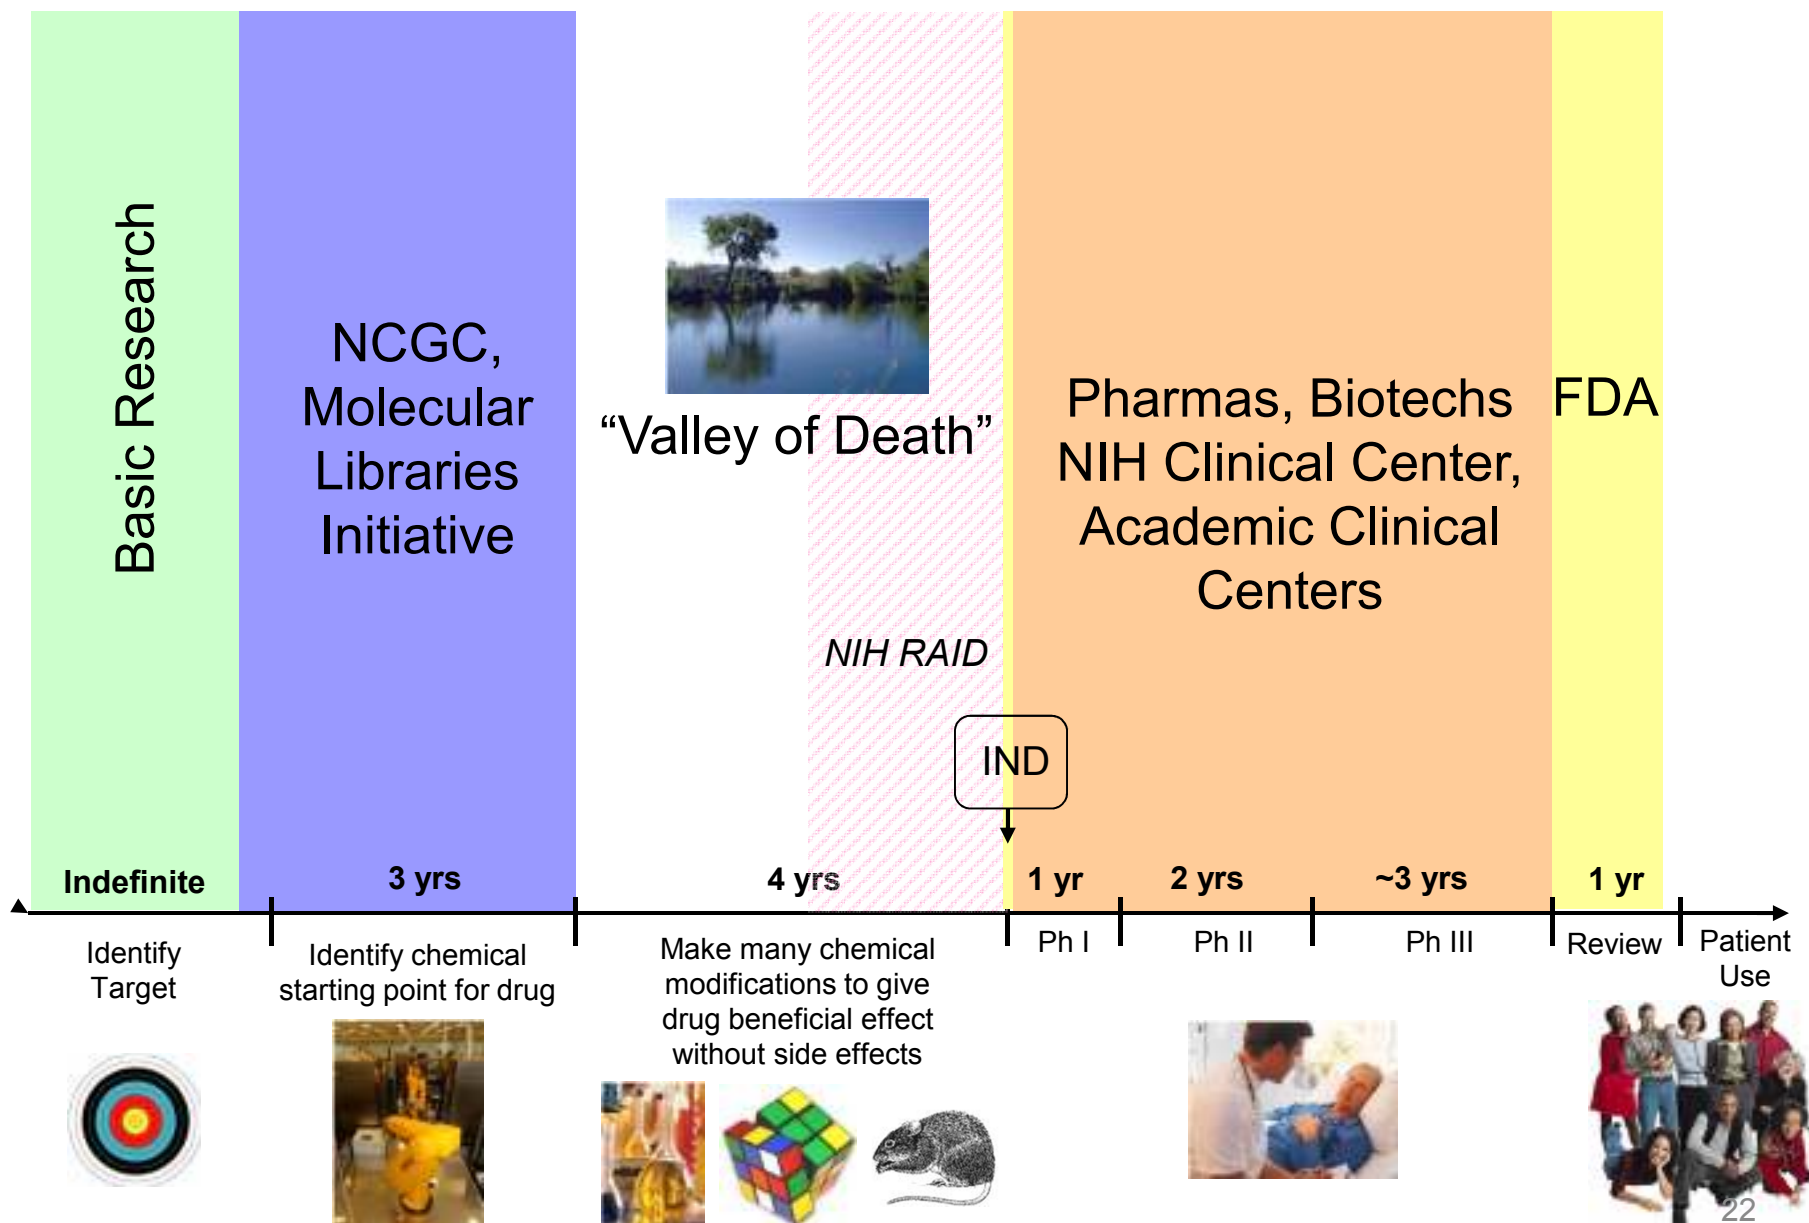 Basic Research
NCGC,
Molecular
Libraries
Initiative
“Valley of Death”
NIH RAID
IND
Pharmas, Biotechs
NIH Clinical Center,
Academic Clinical
Centers
FDA
Indefinite
3 yrs
4 yrs
1 yr
2 yrs
~3 yrs
1 yr
Identify
Target
Identify chemical
starting point for drug
Make many chemical
modifications to give
drug beneficial effect
without side effects
Ph I
Ph II
Ph III
Review
Patient
Use
22